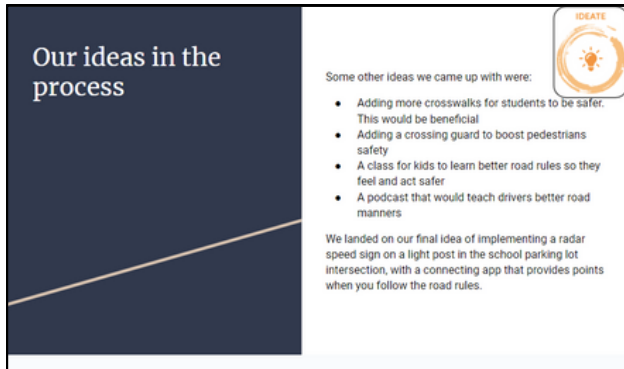 Our ideas in the
process
IDEATE
Some other ideas we came up with were:
● Adding more crosswalks for students to be safer.
This would be beneficial
● Adding a crossing guard to boost pedestrians
safety
● A class for kids to learn better road rules so they
feel and act safer
● A podcast that would teach drivers better road
manners
We landed on our final idea of implementing a radar
speed sign on a light post in the school parking lot
intersection, with a connecting app that provides points
when you follow the road rules.